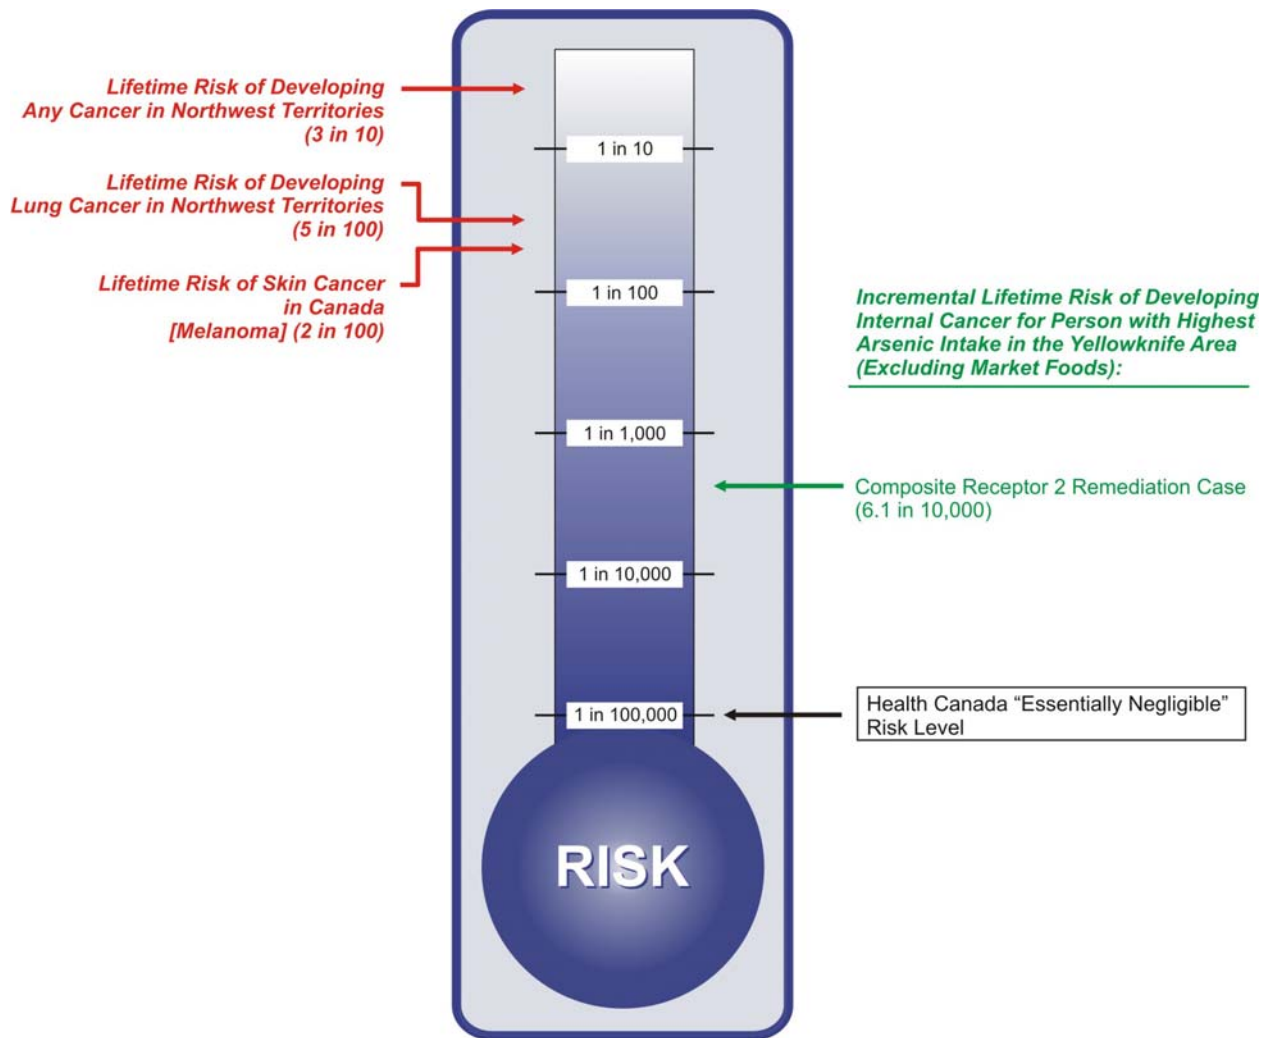 Lifetime Risk of Developing
Any Cancer in Northwest Territories
(3 in 10)
1 in 10
Lifetime Risk of Developing
Lung Cancer in Northwest Territories
(5 in 100)
Lifetime Risk of Skin Cancer
in Canada
[Melanoma] (2 in 100)
1 in 100
Incremental Lifetime Risk of Developing
Internal Cancer for Person with Highest
Arsenic Intake in the Yellowknife Area
(Excluding Market Foods):
1 in 1,000
Composite Receptor 2 Remediation Case
(6.1 in 10,000)
1 in 10,000
1 in 100,000
Health Canada “Essentially Negligible”
Risk Level
RISK